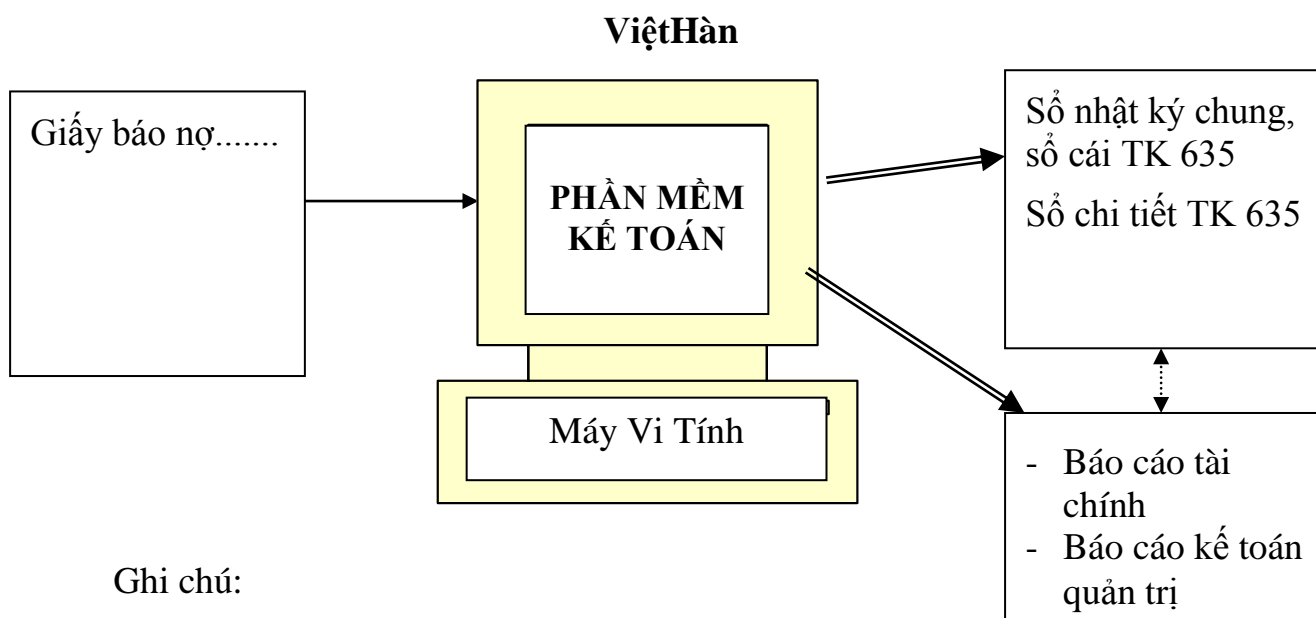 ViệtHàn
Giấy báo nợ.......
PHẦN MỀM
KẾ TOÁN
Máy Vi Tính
Sổ nhật ký chung,
sổ cái TK 635
Sổ chi tiết TK 635
- Báo cáo tài
chính
- Báo cáo kế toán
quản trị
Ghi chú: